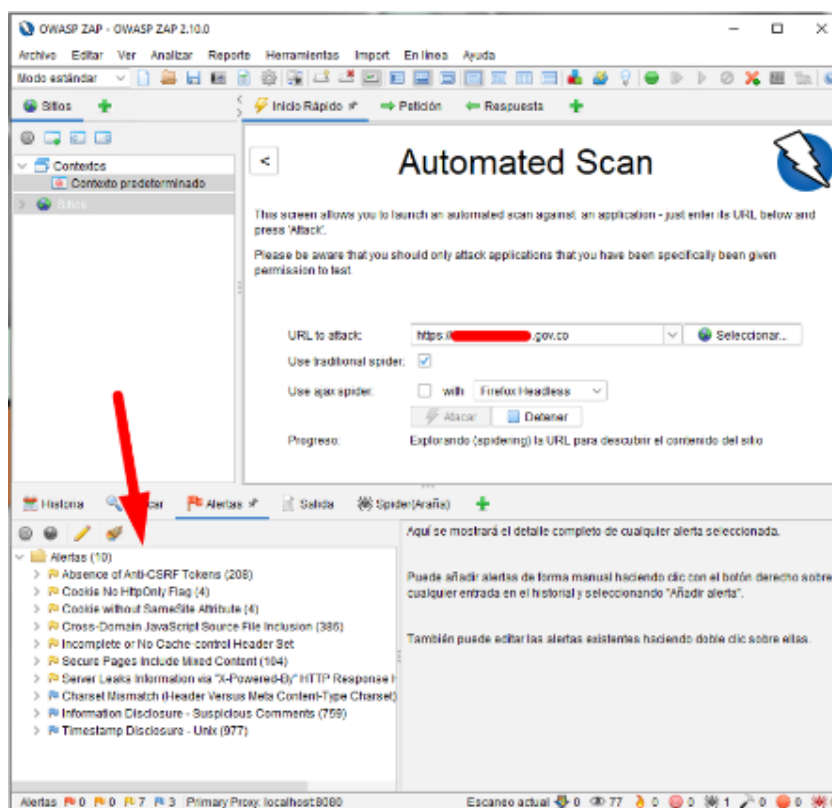 OWASP ZAP - OWASP ZAP 2.10.0
Archivo Editar Ver Analizar Reporte Herramientas Import En línea Ayuda
Modo estándar
Sitios
Inicio Rápido
Petición
Respuesta
Contextos
Contexto predeterminado
Sitios
<
Automated Scan
This screen allows you to launch an automated scan against an application - just enter its URL below and
press 'Attack'.
Please be aware that you should only attack applications that you have been specifically been given
permission to test.
URL to attack: https:// .gov.co Seleccionar...
Use traditional spider:
Use ajax spider: with Firefox Headless
Atacar Detener
Progreso: Explorando (spidering) la URL para descubrir el contenido del sitio
Historia
Alertas
Salida
Spider(Araña)
Alertas (10)
Absence of Anti-CSRF Tokens (208)
Cookie No HttpOnly Flag (4)
Cookie without SameSite Attribute (4)
Cross-Domain JavaScript Source File Inclusion (386)
Incomplete or No Cache-control Header Set
Secure Pages Include Mixed Content (104)
Server Leaks Information via "X-Powered-By" HTTP Response
Charset Mismatch (Header Versus Meta Content-Type Charset)
Information Disclosure - Suspicious Comments (759)
Timestamp Disclosure - Unix (977)
Aquí se mostrará el detalle completo de cualquier alerta seleccionada.
Puede añadir alertas de forma manual haciendo clic con el botón derecho sobre
cualquier entrada en el historial y seleccionando "Añadir alerta".
También puede editar las alertas existentes haciendo doble clic sobre ellas.
Alertas 0 0 7 3 Primary Proxy: localhost:8080 Escaneo actual 0 77 0 0 1 0 0